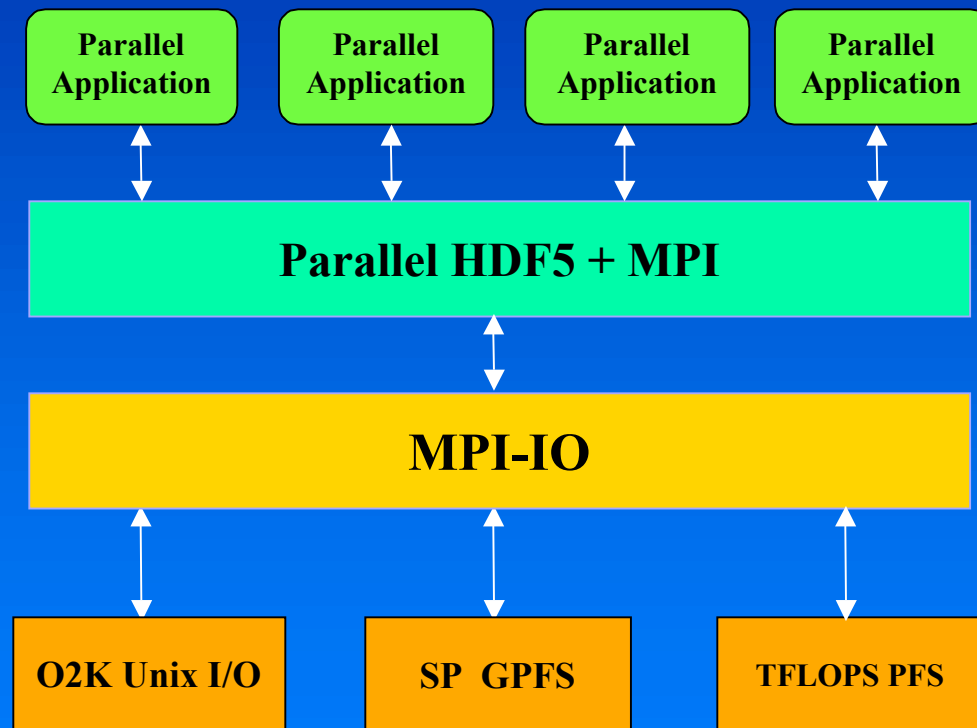 Parallel
Application
Parallel
Application
Parallel
Application
Parallel
Application
Parallel HDF5 + MPI
MPI-IO
O2K Unix I/O
SP GPFS
TFLOPS PFS